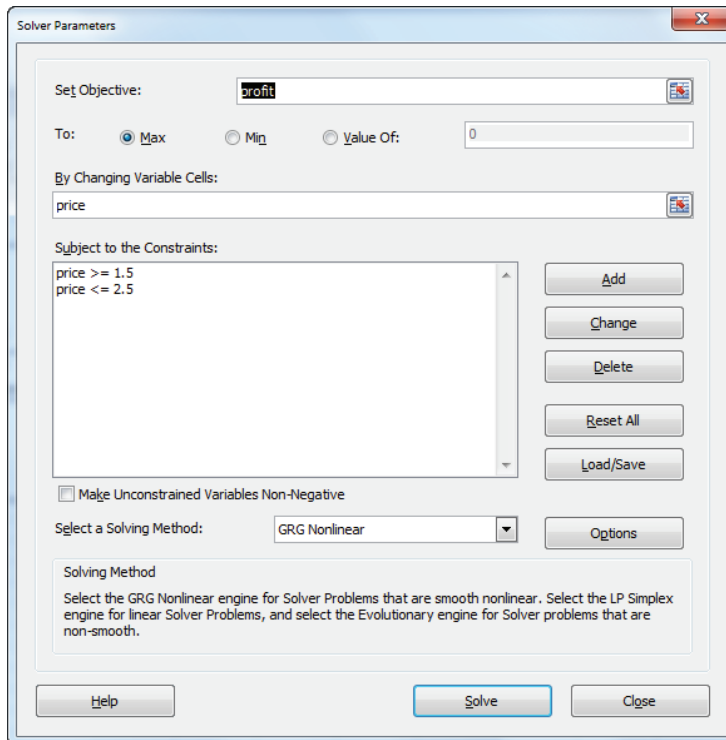 Solver Parameters
Set Objective:
profit
To:
Max
Min
Value Of:
0
By Changing Variable Cells:
price
Subject to the Constraints:
price >= 1.5
price <= 2.5
Add
Change
Delete
Reset All
Load/Save
Make Unconstrained Variables Non-Negative
Select a Solving Method:
GRG Nonlinear
Options
Solving Method
Select the GRG Nonlinear engine for Solver Problems that are smooth nonlinear. Select the LP Simplex
engine for linear Solver Problems, and select the Evolutionary engine for Solver problems that are
non-smooth.
Help
Solve
Close